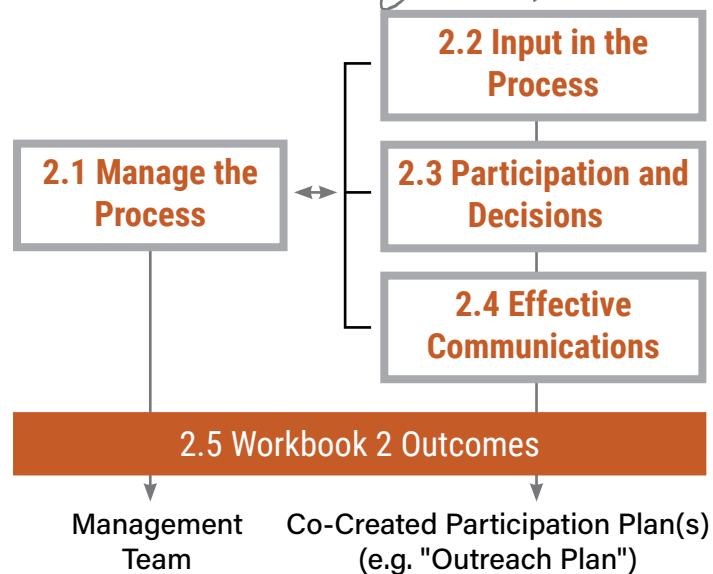 2.2 Input in the
Process
2.1 Manage the
Process
2.3 Participation and
Decisions
2.4 Effective
Communications
2.5 Workbook 2 Outcomes
Management
Team
Co-Created Participation Plan(s)
(e.g. "Outreach Plan")